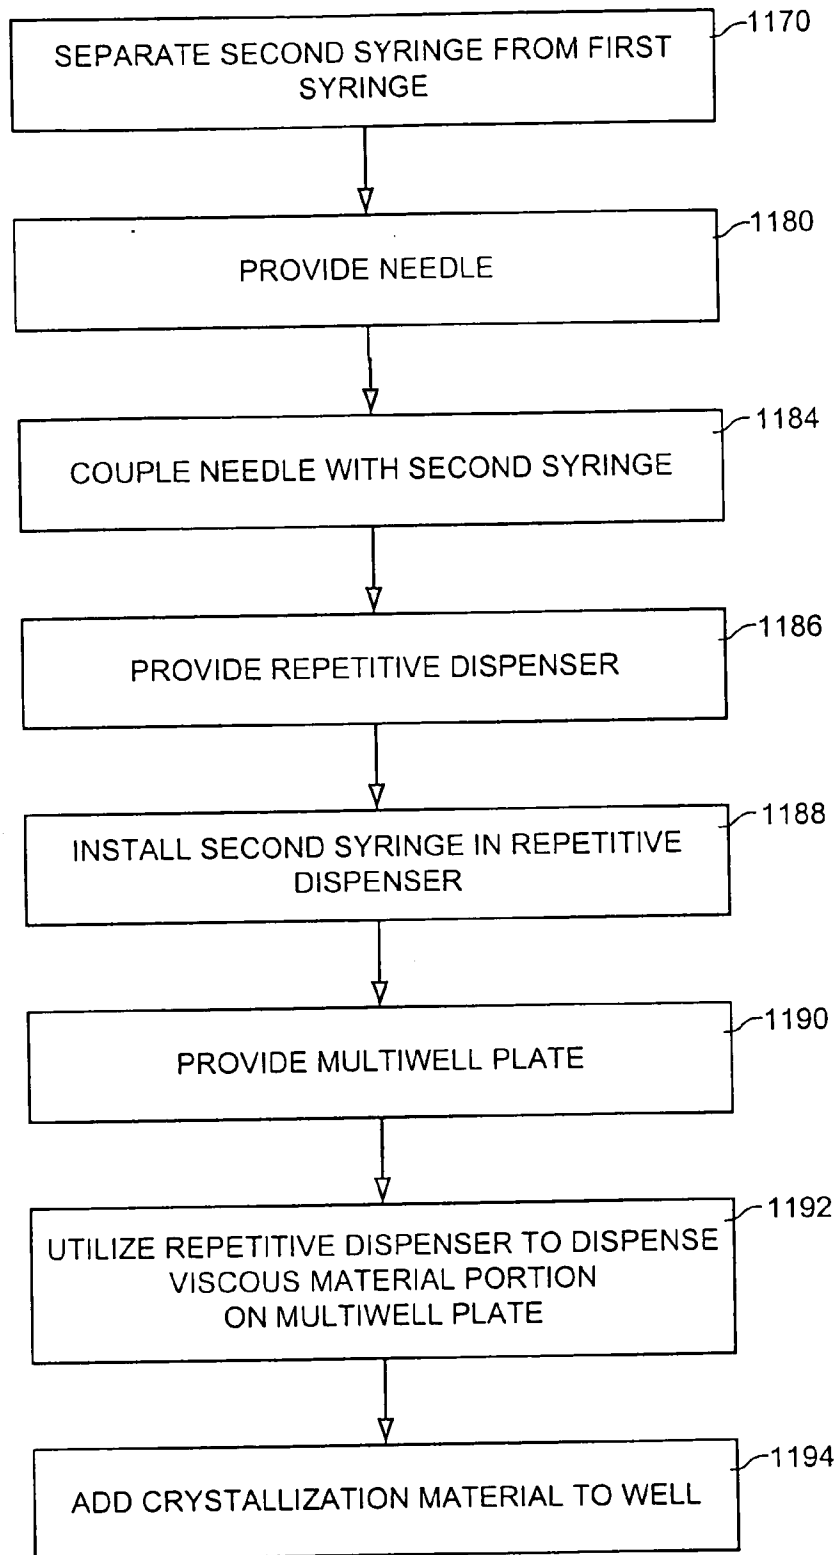 1170
SEPARATE SECOND SYRINGE FROM FIRST
SYRINGE
1180
PROVIDE NEEDLE
1184
COUPLE NEEDLE WITH SECOND SYRINGE
1186
PROVIDE REPETITIVE DISPENSER
1188
INSTALL SECOND SYRINGE IN REPETITIVE
DISPENSER
1190
PROVIDE MULTIWELL PLATE
1192
UTILIZE REPETITIVE DISPENSER TO DISPENSE
VISCOUS MATERIAL PORTION
ON MULTIWELL PLATE
1194
ADD CRYSTALLIZATION MATERIAL TO WELL